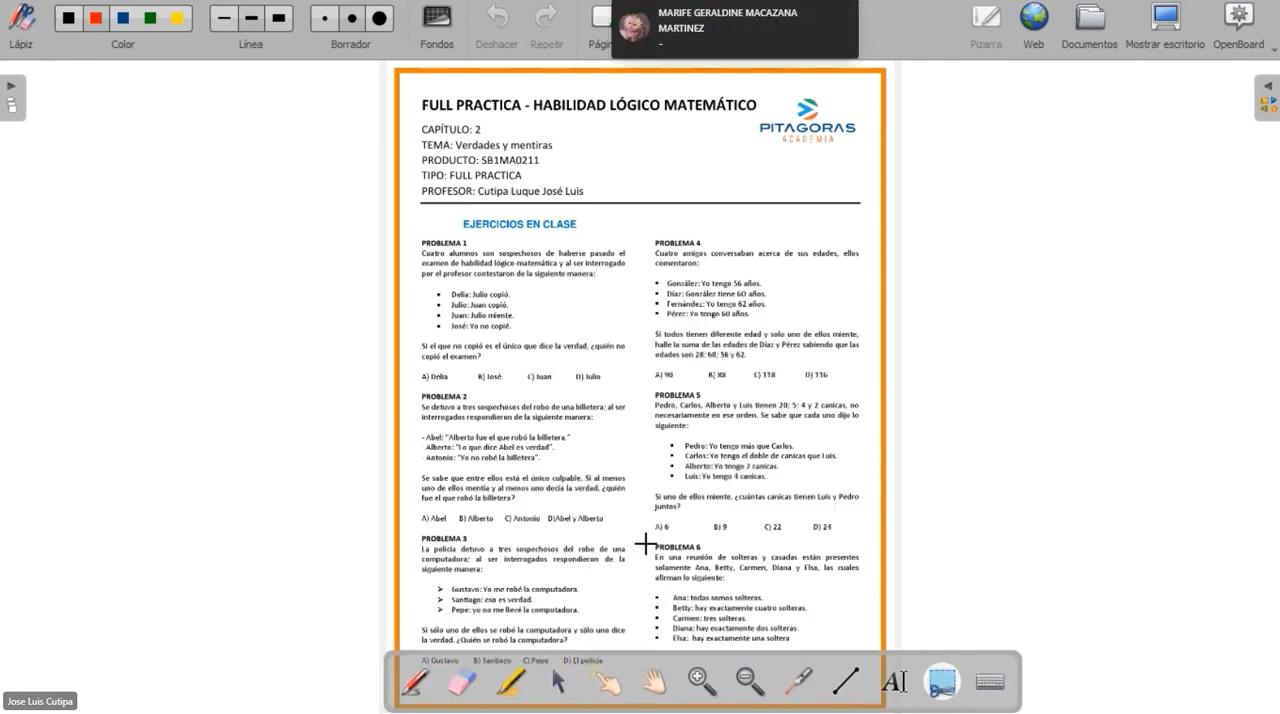 Lápiz
Color
Línea
Borrador
Fondos
Deshacer
Repetir
Págin
MARIFE GERALDINE MACAZANA
MARTINEZ
-
Pizarra
Web
Documentos
Mostrar escritorio
OpenBoard
FULL PRACTICA - HABILIDAD LÓGICO MATEMÁTICO
PITAGORAS
ACADEMIA
CAPÍTULO: 2
TEMA: Verdades y mentiras
PRODUCTO: SB1MA0211
TIPO: FULL PRACTICA
PROFESOR: Cutipa Luque José Luis
EJERCICIOS EN CLASE
PROBLEMA 1
Cuatro alumnos son sospechosos de haberse pasado el
examen de habilidad lógico-matemática y al ser interrogado
por el profesor contestaron de la siguiente manera:
• Delia: Julio copió.
• Julio: Juan copió.
• Juan: Julio miente.
• José: Yo no copié.
Si el que no copió es el único que dice la verdad, ¿quién no
copió el examen?
A) Delia B) José C) Juan D) Julio
PROBLEMA 2
Se detuvo a tres sospechosos del robo de una billetera; al ser
interrogados respondieron de la siguiente manera:
- Abel: "Alberto fue el que robó la billetera."
Alberto: "Lo que dice Abel es verdad".
Antonio: "Yo no robé la billetera".
Se sabe que entre ellos está el único culpable. Si al menos
uno de ellos mentía y al menos uno decía la verdad, ¿quién
fue el que robó la billetera?
A) Abel B) Alberto C) Antonio D)Abel y Alberto
PROBLEMA 3
La policía detuvo a tres sospechosos del robo de una
computadora; al ser interrogados respondieron de la
siguiente manera:
➢ Gustavo: Yo me robé la computadora.
➢ Santiago: eso es verdad.
➢ Pepe: yo no me llevé la computadora.
Si sólo uno de ellos se robó la computadora y sólo uno dice
la verdad. ¿Quién se robó la computadora?
A) Gustavo B) Santiago C) Pepe D) El policía
PROBLEMA 4
Cuatro amigos conversaban acerca de sus edades, ellos
comentaron:
▪ González: Yo tengo 56 años.
▪ Díaz: González tiene 60 años.
▪ Fernández: Yo tengo 62 años.
▪ Pérez: Yo tengo 60 años.
Si todos tienen diferente edad y solo uno de ellos miente,
halle la suma de las edades de Díaz y Pérez sabiendo que las
edades son 28; 60; 56 y 62.
A) 90 B) 88 C) 118 D) 116
PROBLEMA 5
Pedro, Carlos, Alberto y Luis tienen 20; 5; 4 y 2 canicas, no
necesariamente en ese orden. Se sabe que cada uno dijo lo
siguiente:
▪ Pedro: Yo tengo más que Carlos.
▪ Carlos: Yo tengo el doble de canicas que Luis.
▪ Alberto: Yo tengo 2 canicas.
▪ Luis: Yo tengo 4 canicas.
Si uno de ellos miente, ¿cuántas canicas tienen Luis y Pedro
juntos?
A) 6 B) 9 C) 22 D) 24
PROBLEMA 6
En una reunión de solteras y casadas están presentes
solamente Ana, Betty, Carmen, Diana y Elsa, las cuales
afirman lo siguiente:
▪ Ana: todas somos solteras.
▪ Betty: hay exactamente cuatro solteras.
▪ Carmen: tres solteras.
▪ Diana: hay exactamente dos solteras.
▪ Elsa: hay exactamente una soltera
AI
Jose Luis Cutipa